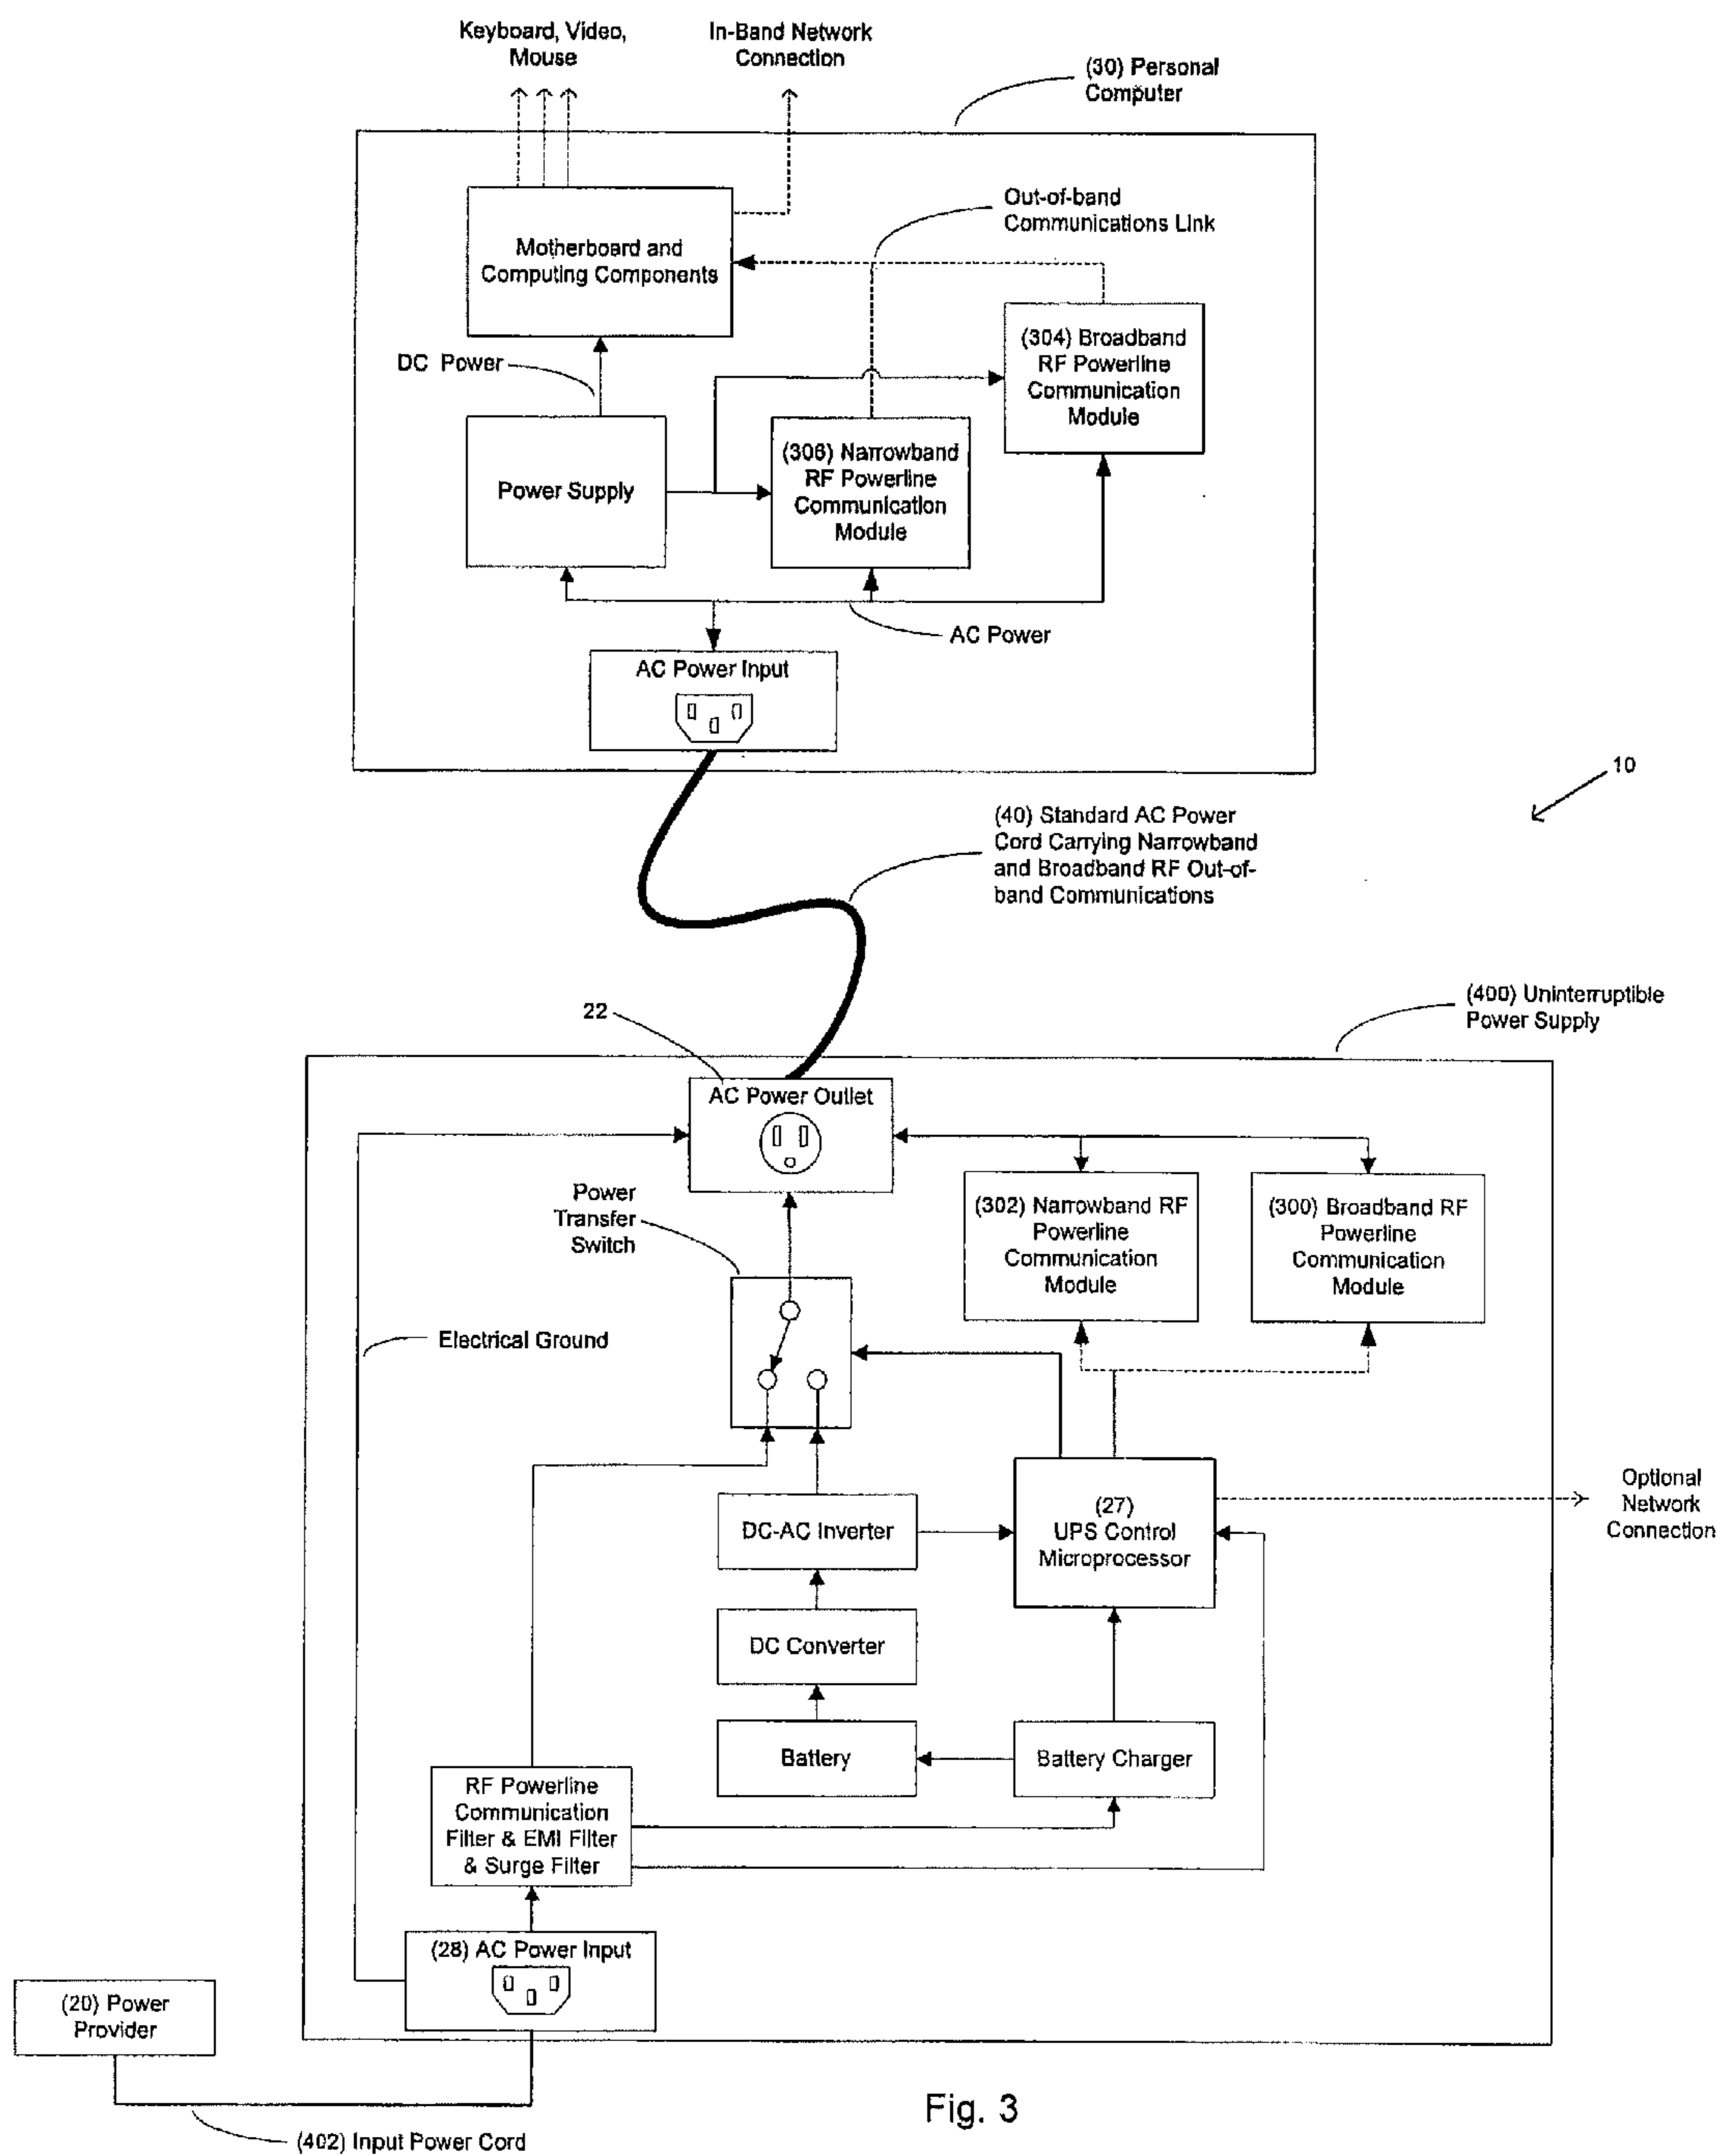 Keyboard, Video,
Mouse
In-Band Network
Connection
(30) Personal
Computer
Out-of-band
Communications Link
Motherboard and
Computing Components
(304) Broadband
RF Powerline
Communication
Module
DC Power
(306) Narrowband
RF Powerline
Communication
Module
Power Supply
AC Power
AC Power Input
10
(40) Standard AC Power
Cord Carrying Narrowband
and Broadband RF Out-of-
band Communications
(400) Uninterruptible
Power Supply
22
AC Power Outlet
Power
Transfer
Switch
(302) Narrowband RF
Powerline
Communication
Module
(300) Broadband RF
Powerline
Communication
Module
Electrical Ground
Optional
Network
Connection
DC-AC Inverter
(27)
UPS Control
Microprocessor
DC Converter
Battery
Battery Charger
RF Powerline
Communication
Filter & EMI Filter
& Surge Filter
(28) AC Power Input
(20) Power
Provider
Fig. 3
(402) Input Power Cord